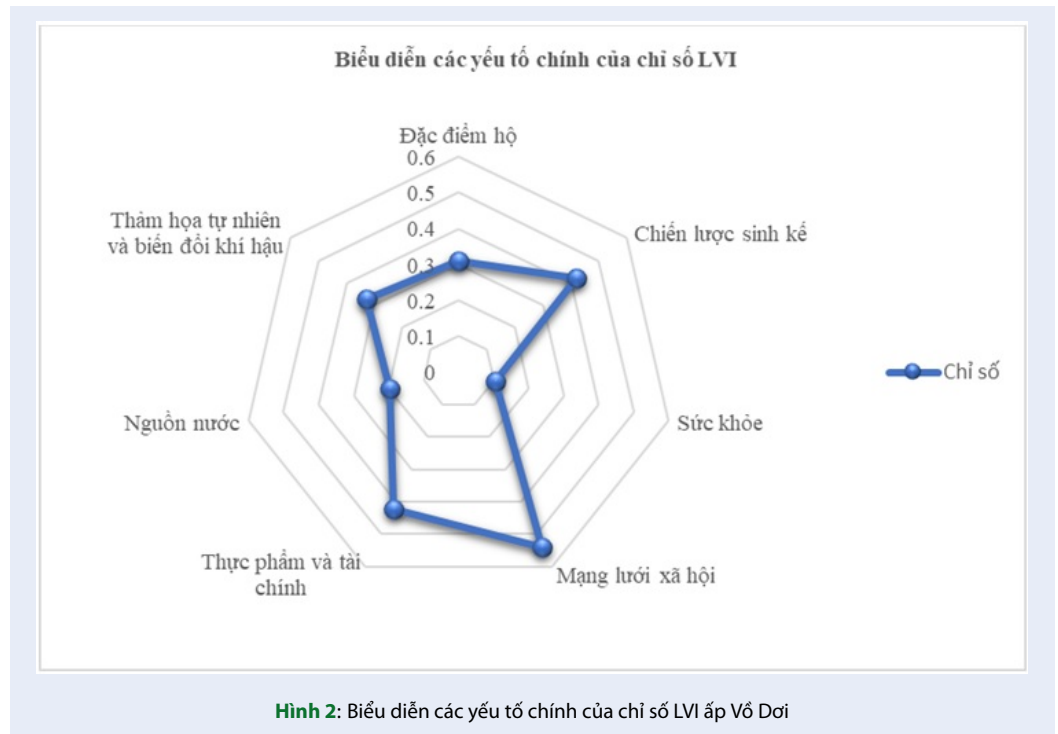 Biểu diễn các yếu tố chính của chỉ số LVI
Đặc điểm hộ
0.6
0.5
0.4
0.3
0.2
0.1
0
Thảm họa tự nhiên
và biến đổi khí hậu
Chiến lược sinh kế
Chỉ số
Nguồn nước
Sức khỏe
Thực phẩm và tài
chính
Mạng lưới xã hội
Hình 2: Biểu diễn các yếu tố chính của chỉ số LVI ấp Vồ Dơi